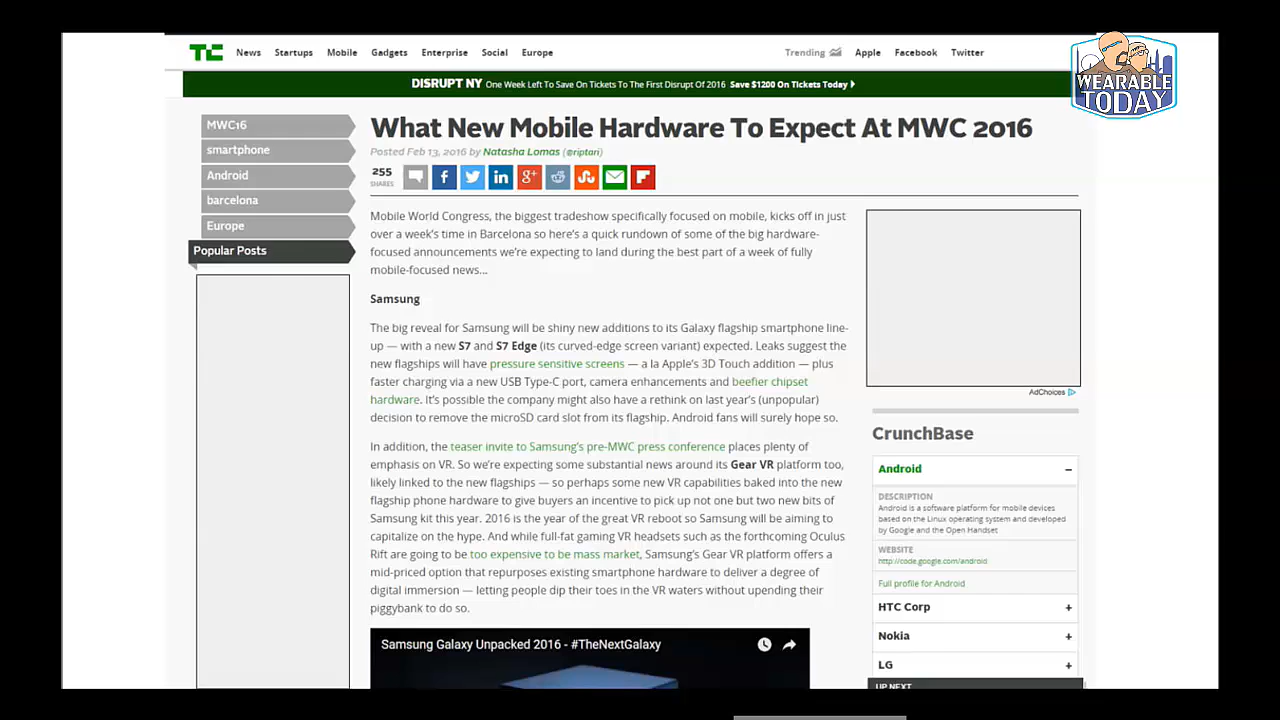 TC News Startups Mobile Gadgets Enterprise Social Europe Trending Apple Facebook Twitter
WEARABLE
TODAY
DISRUPT NY One Week Left To Save On Tickets To The First Disrupt Of 2016 Save $1200 On Tickets Today
MWC16
smartphone
Android
barcelona
Europe
Popular Posts
What New Mobile Hardware To Expect At MWC 2016
Posted Feb 13, 2016 by Natasha Lomas (@riptari)
255
SHARES
Mobile World Congress, the biggest tradeshow specifically focused on mobile, kicks off in just
over a week's time in Barcelona so here's a quick rundown of some of the big hardware-
focused announcements we're expecting to land during the best part of a week of fully
mobile-focused news...
Samsung
The big reveal for Samsung will be shiny new additions to its Galaxy flagship smartphone line-
up — with a new S7 and S7 Edge (its curved-edge screen variant) expected. Leaks suggest the
new flagships will have pressure sensitive screens — a la Apple's 3D Touch addition — plus
faster charging via a new USB Type-C port, camera enhancements and beefier chipset
hardware. It's possible the company might also have a rethink on last year's (unpopular)
decision to remove the microSD card slot from its flagship. Android fans will surely hope so.
In addition, the teaser invite to Samsung's pre-MWC press conference places plenty of
emphasis on VR. So we're expecting some substantial news around its Gear VR platform too,
likely linked to the new flagships — so perhaps some new VR capabilities baked into the new
flagship phone hardware to give buyers an incentive to pick up not one but two new bits of
Samsung kit this year. 2016 is the year of the great VR reboot so Samsung will be aiming to
capitalize on the hype. And while full-fat gaming VR headsets such as the forthcoming Oculus
Rift are going to be too expensive to be mass market, Samsung's Gear VR platform offers a
mid-priced option that repurposes existing smartphone hardware to deliver a degree of
digital immersion — letting people dip their toes in the VR waters without upending their
piggybank to do so.
Samsung Galaxy Unpacked 2016 - #TheNextGalaxy
AdChoices
CrunchBase
Android
DESCRIPTION
Android is a software platform for mobile devices
based on the Linux operating system and developed
by Google and the Open Handset
WEBSITE
http://code.google.com/android
Full profile for Android
HTC Corp
Nokia
LG
UP NEXT